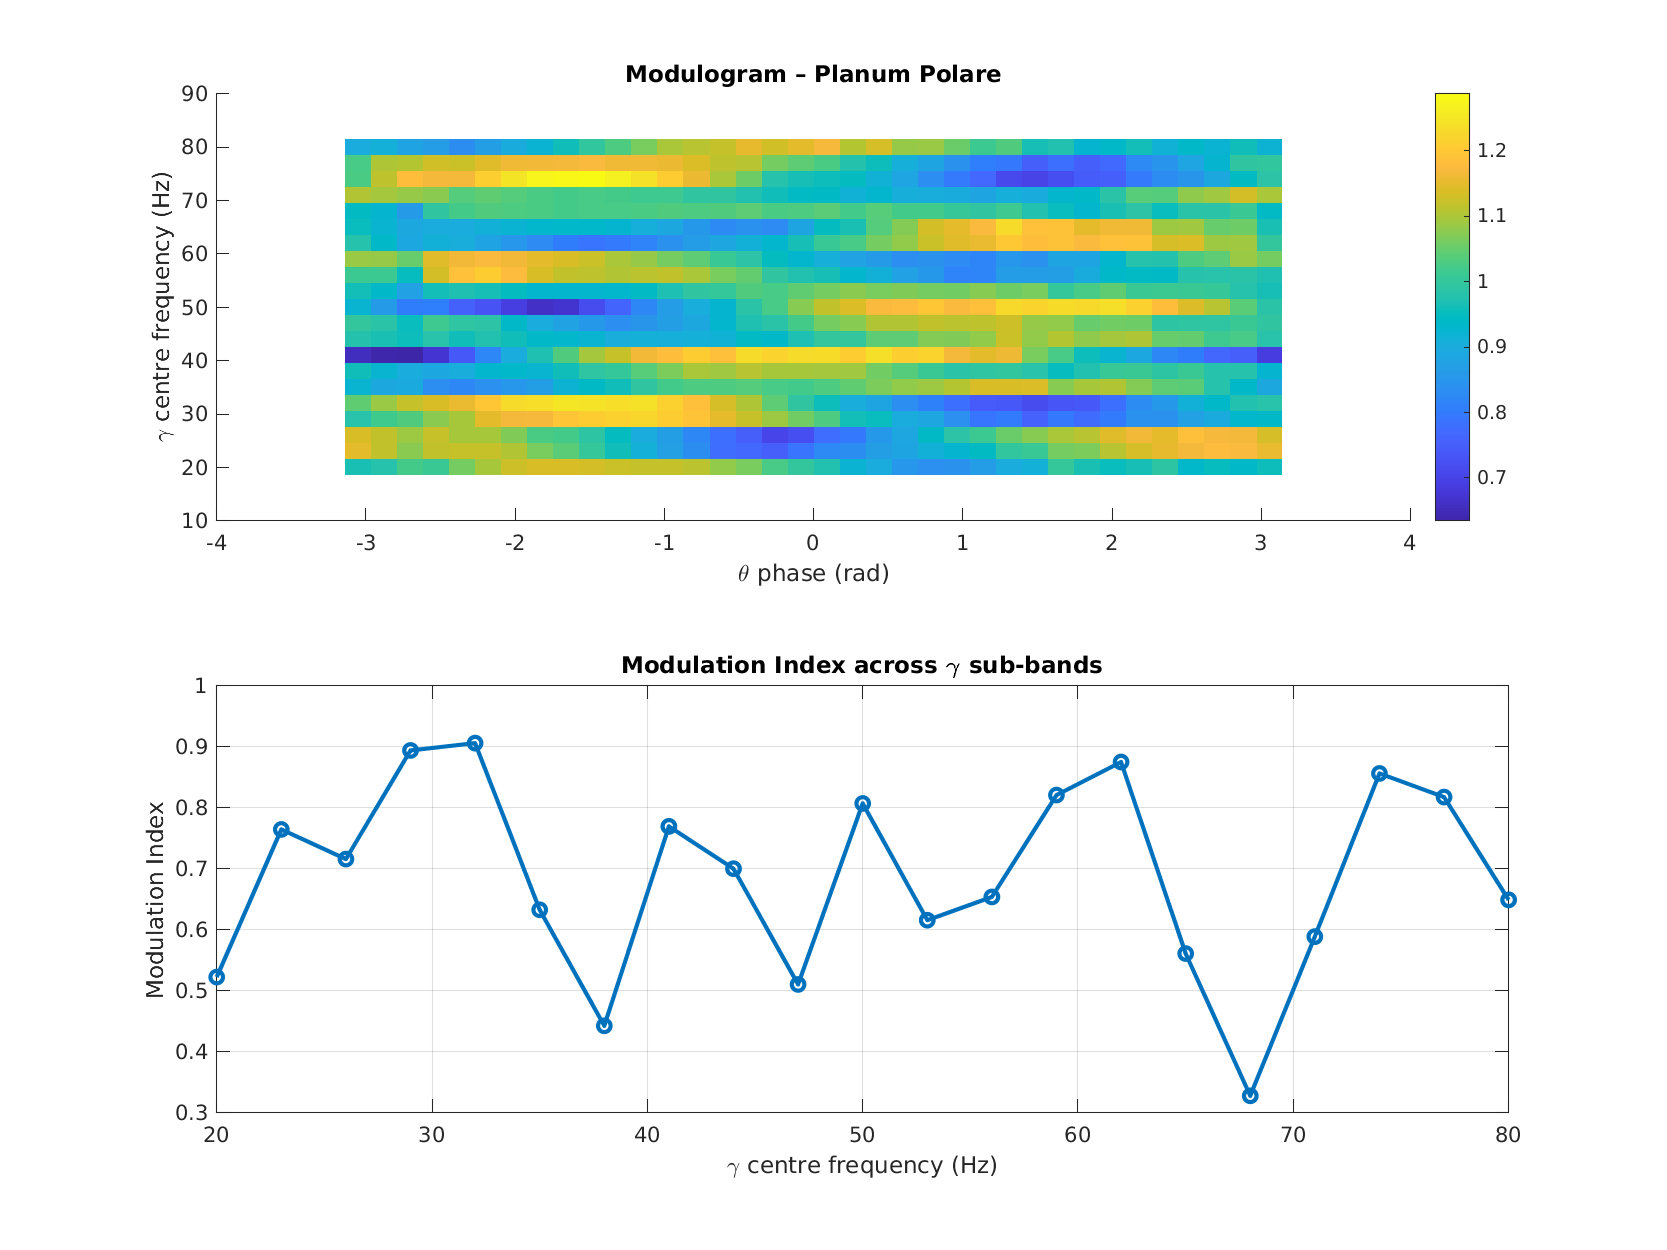 Modulogram – Planum Polare
γ centre frequency (Hz)
90
80
70
60
50
40
30
20
10
-4 -3 -2 -1 0 1 2 3 4
θ phase (rad)
1.2
1.1
1
0.9
0.8
0.7
Modulation Index across γ sub-bands
Modulation Index
1
0.9
0.8
0.7
0.6
0.5
0.4
0.3
20 30 40 50 60 70 80
γ centre frequency (Hz)